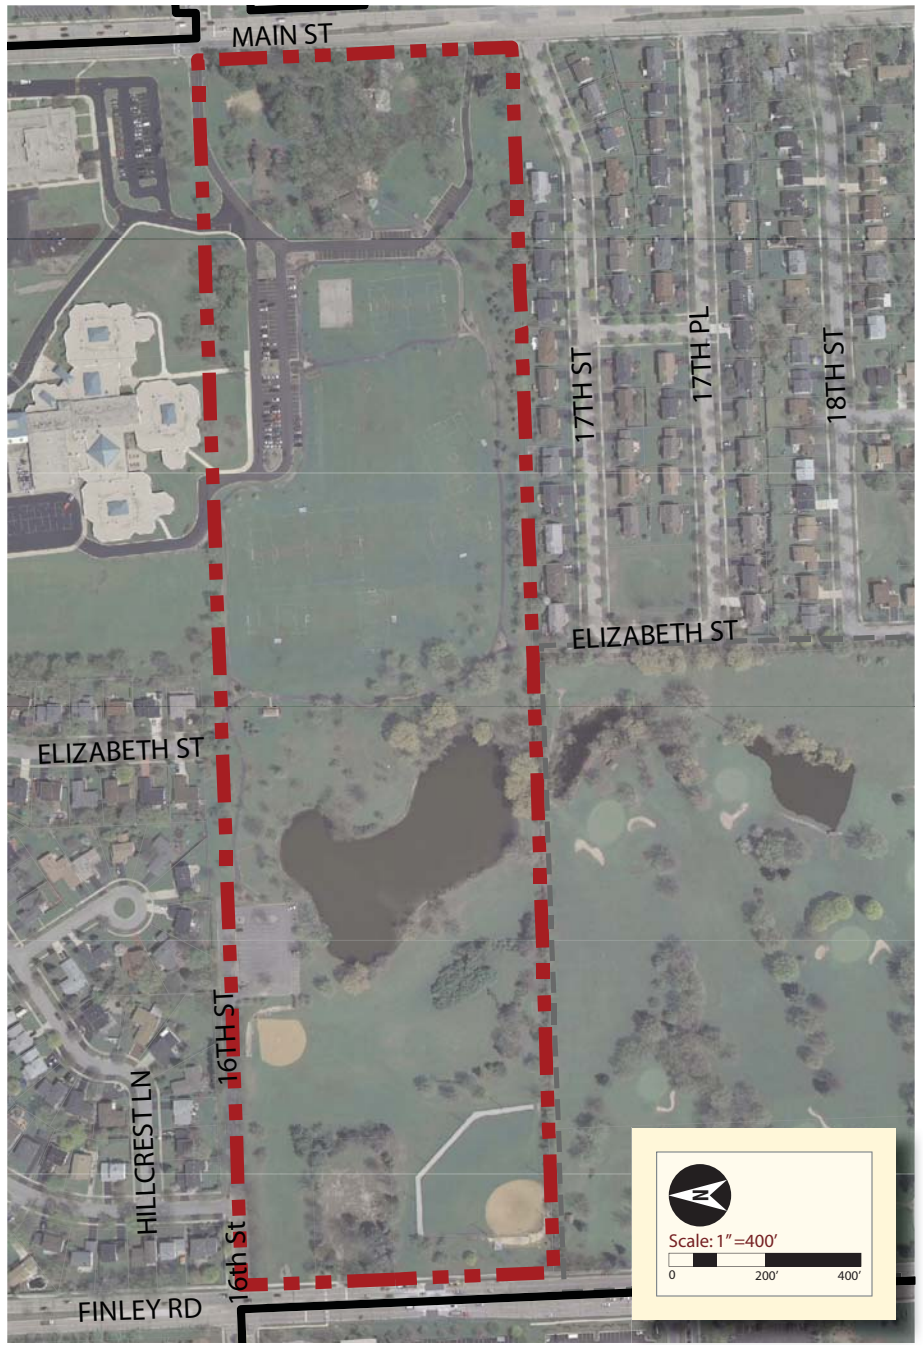 MAIN ST
17TH ST
17TH PL
18TH ST
ELIZABETH ST
ELIZABETH ST
16TH ST
HILLCREST LN
16th St
FINLEY RD
N
Scale: 1" =400'
0 200' 400'